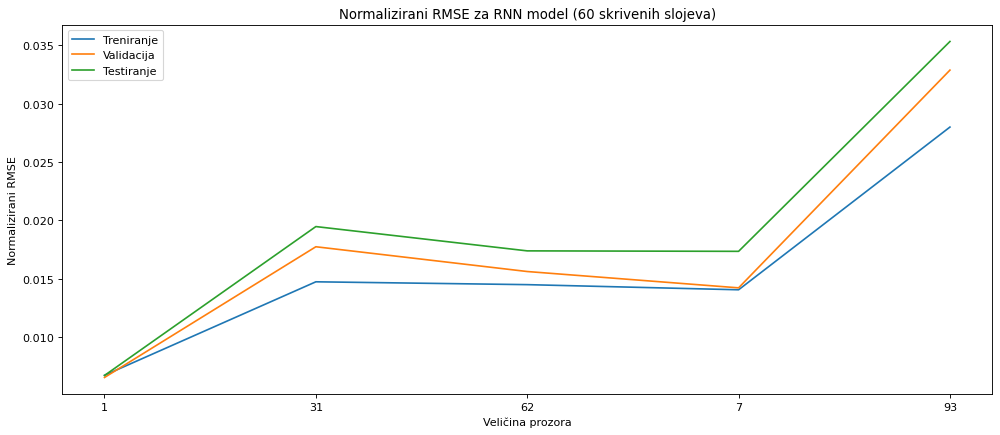 Normalizirani RMSE za RNN model (60 skrivenih slojeva)
Treniranje
Validacija
Testiranje
Normalizirani RMSE
0.035
0.030
0.025
0.020
0.015
0.010
1 31 62 7 93
Veličina prozora